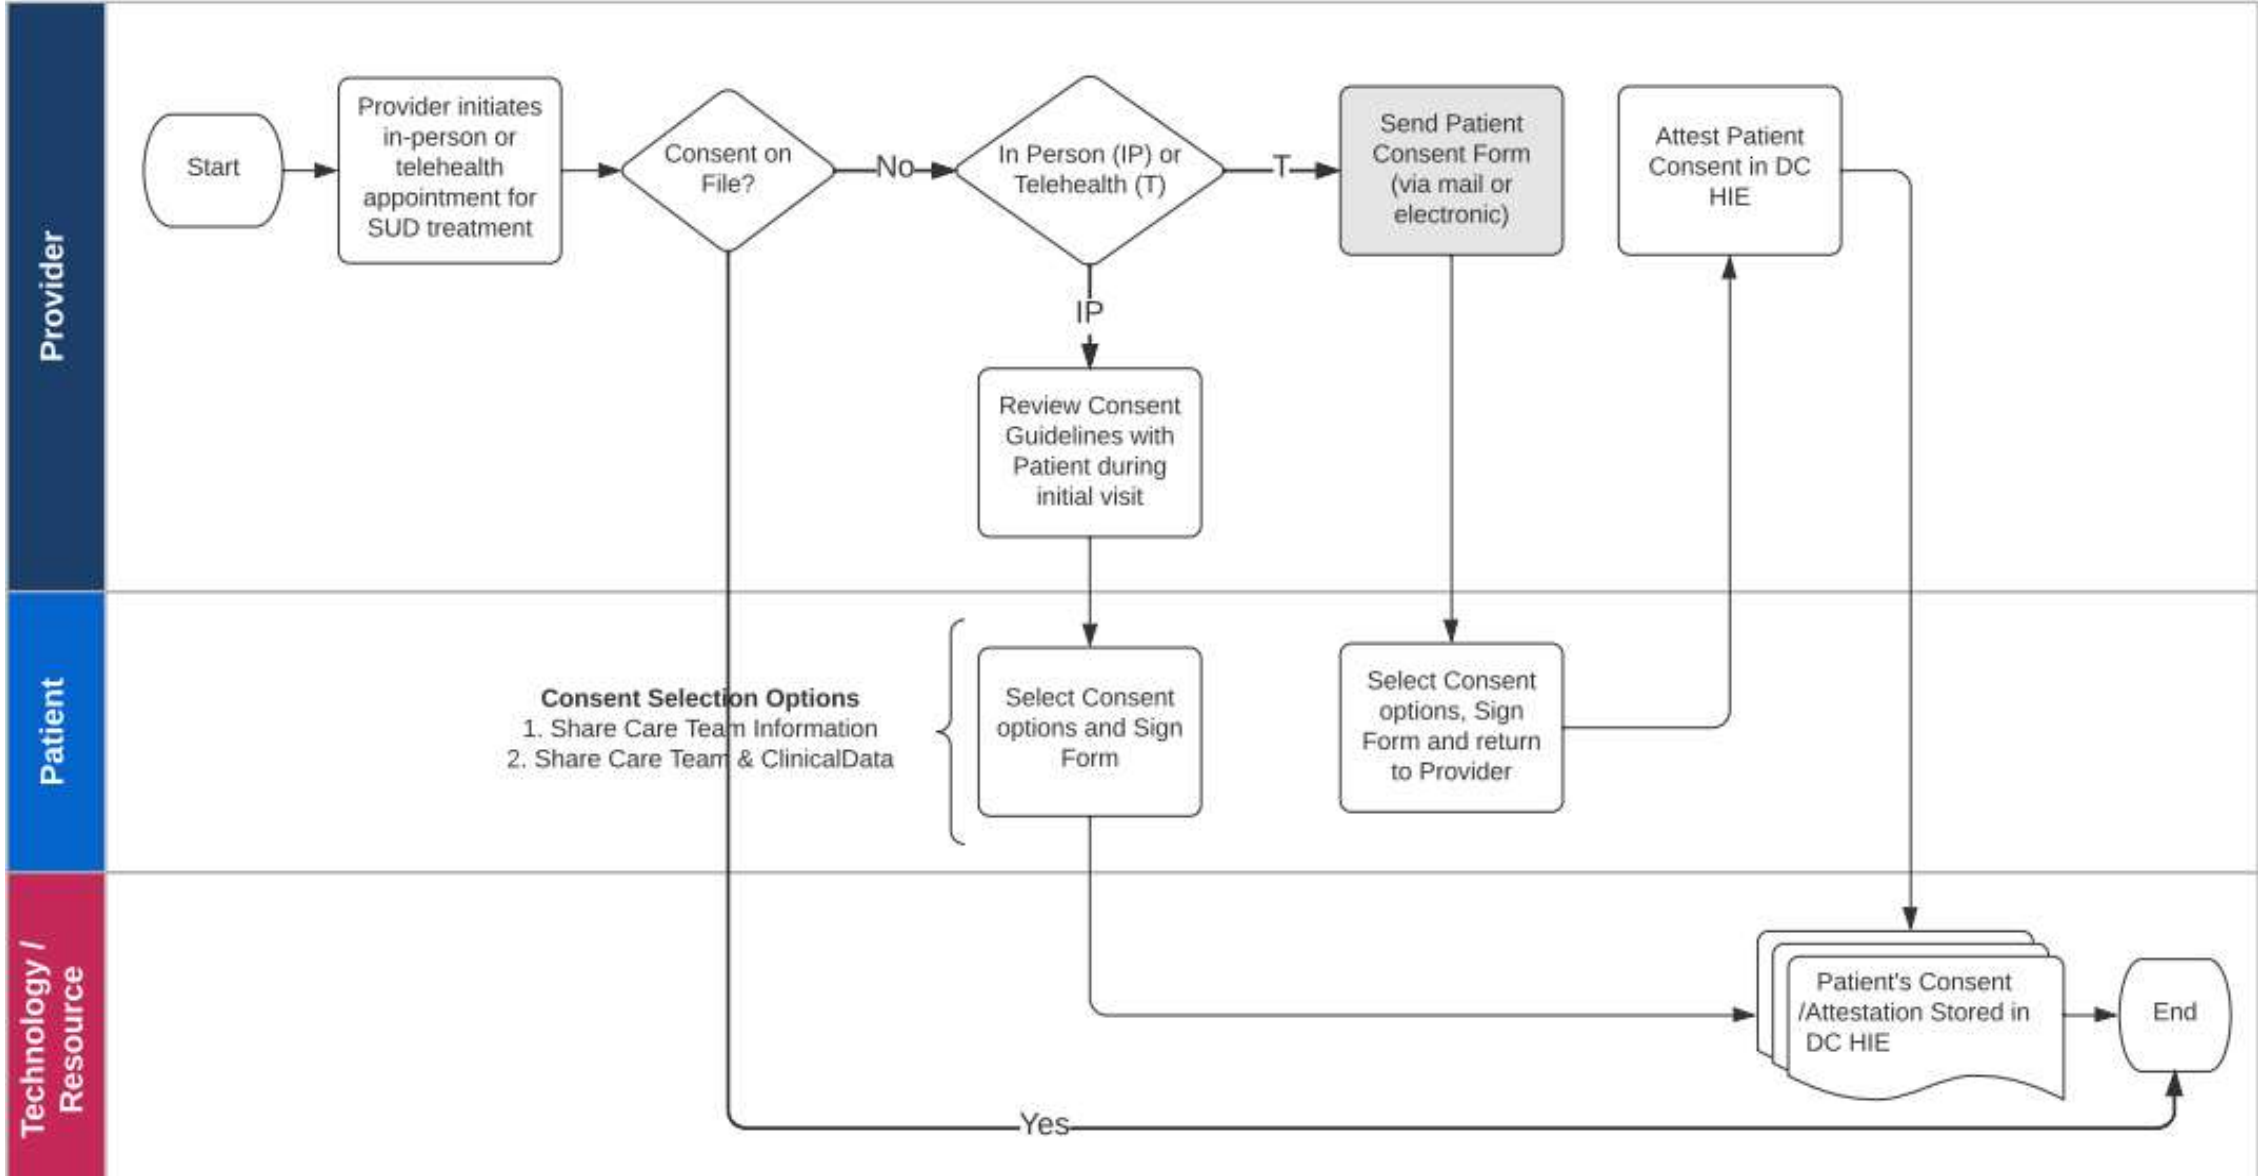 Provider
Start
Provider initiates
in-person or
telehealth
appointment for
SUD treatment
Consent on
File?
No
In Person (IP) or
Telehealth (T)
T
Send Patient
Consent Form
(via mail or
electronic)
Attest Patient
Consent in DC
HIE
IP
Review Consent
Guidelines with
Patient during
initial visit
Patient
Consent Selection Options
1. Share Care Team Information
2. Share Care Team & ClinicalData
Select Consent
options and Sign
Form
Select Consent
options, Sign
Form and return
to Provider
Technology /
Resource
Patient's Consent
/Attestation Stored in
DC HIE
End
Yes